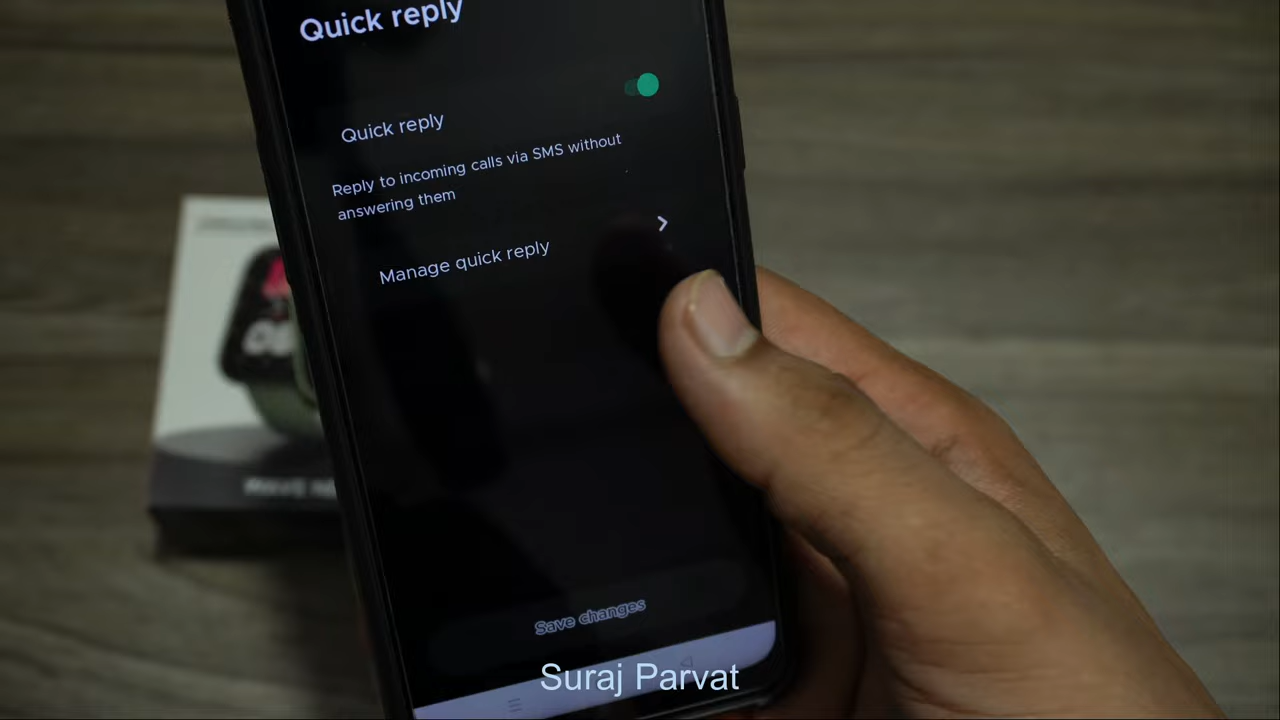 Quick reply
Quick reply
Reply to incoming calls via SMS without
answering them
Manage quick reply
Save changes
Suraj Parvat